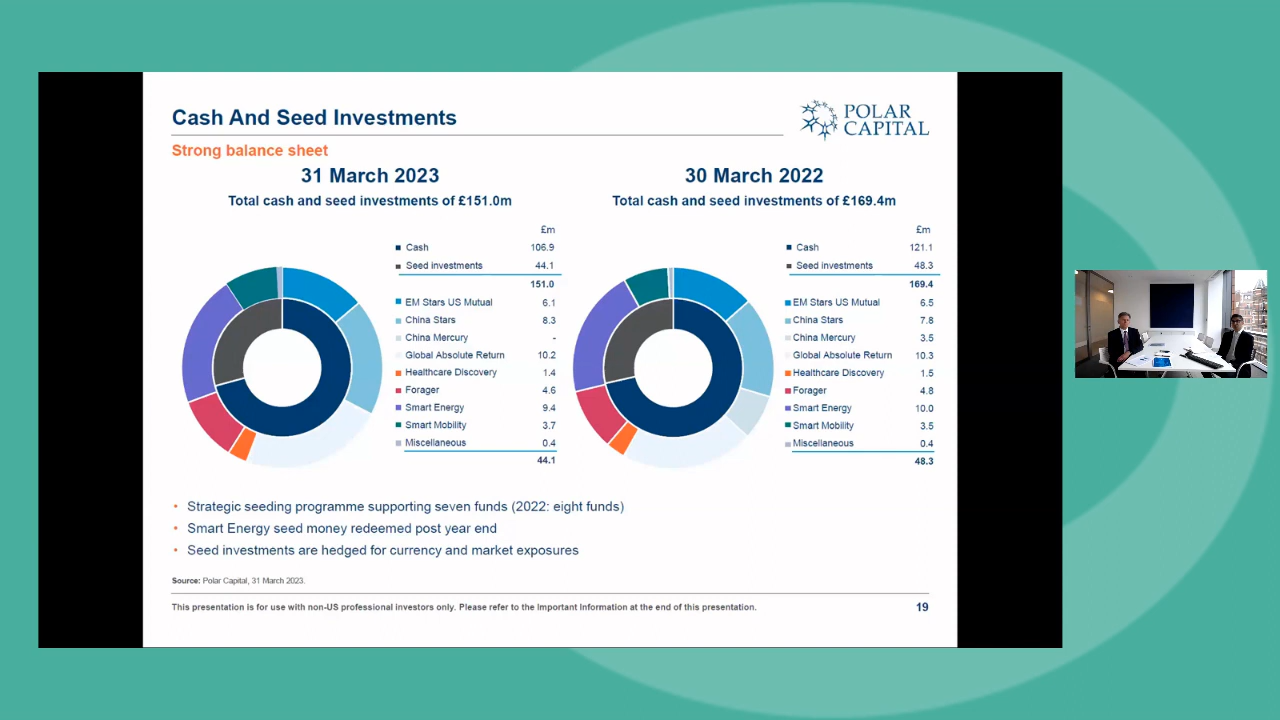 Cash And Seed Investments
POLAR
CAPITAL
Strong balance sheet
31 March 2023
Total cash and seed investments of £151.0m
£m
Cash 106.9
Seed investments 44.1
151.0
EM Stars US Mutual 6.1
China Stars 8.3
China Mercury -
Global Absolute Return 10.2
Healthcare Discovery 1.4
Forager 4.6
Smart Energy 9.4
Smart Mobility 3.7
Miscellaneous 0.4
44.1
30 March 2022
Total cash and seed investments of £169.4m
£m
Cash 121.1
Seed investments 48.3
169.4
EM Stars US Mutual 6.5
China Stars 7.8
China Mercury 3.5
Global Absolute Return 10.3
Healthcare Discovery 1.5
Forager 4.8
Smart Energy 10.0
Smart Mobility 3.5
Miscellaneous 0.4
48.3
• Strategic seeding programme supporting seven funds (2022: eight funds)
• Smart Energy seed money redeemed post year end
• Seed investments are hedged for currency and market exposures
Source: Polar Capital, 31 March 2023.
This presentation is for use with non-US professional investors only. Please refer to the Important Information at the end of this presentation.
19